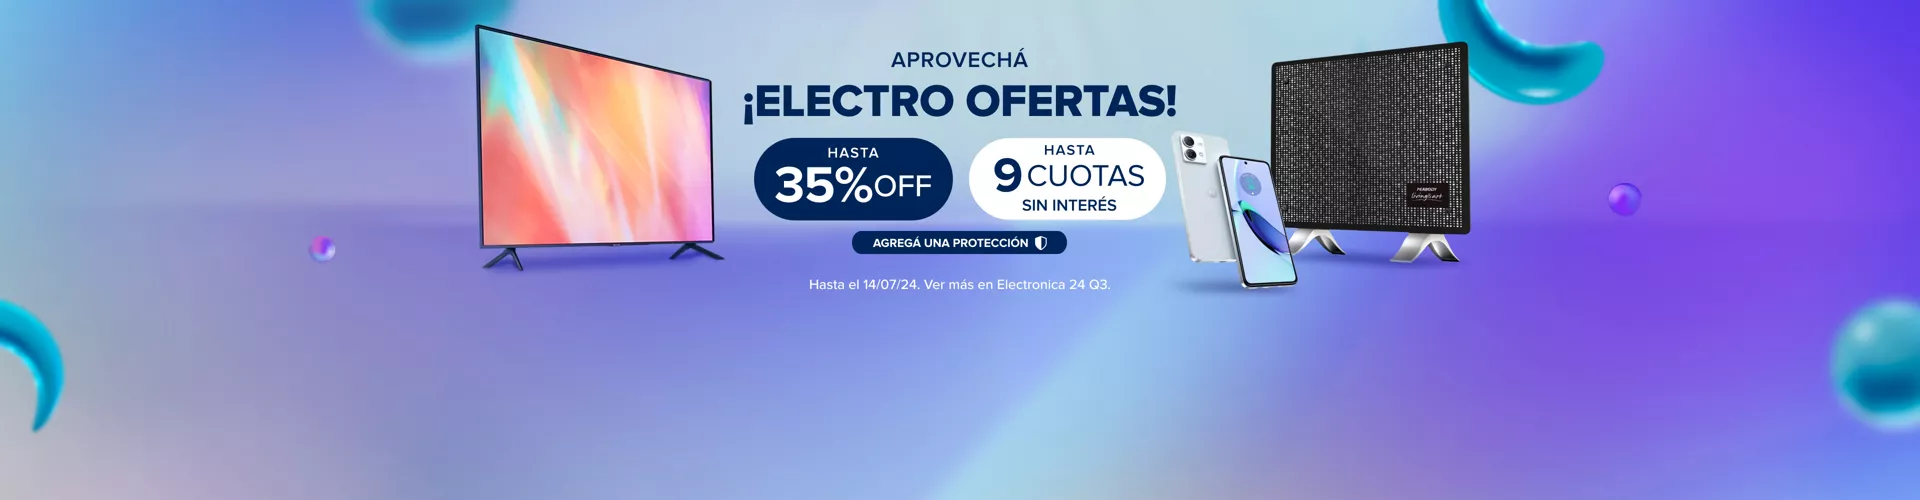 APROVECHÁ
¡ELECTRO OFERTAS!
HASTA
35% OFF
HASTA
9 CUOTAS
SIN INTERÉS
AGREGÁ UNA PROTECCIÓN
Hasta el 14/07/24. Ver más en Electronica 24 Q3.
PEABODY